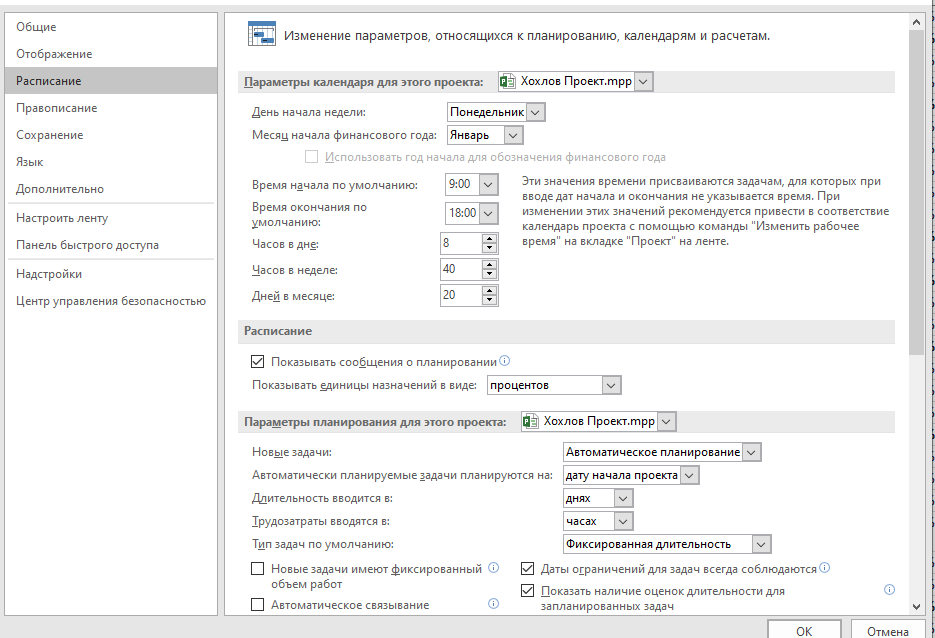 Общие
Отображение
Расписание
Правописание
Сохранение
Язык
Дополнительно
Настроить ленту
Панель быстрого доступа
Надстройки
Центр управления безопасностью
Изменение параметров, относящихся к планированию, календарям и расчетам.
Параметры календаря для этого проекта: Хохлов Проект.mpp
День начала недели: Понедельник
Месяц начала финансового года: Январь
Использовать год начала для обозначения финансового года
Время начала по умолчанию: 9:00
Время окончания по
умолчанию: 18:00
Часов в дне: 8
Часов в неделе: 40
Дней в месяце: 20
Эти значения времени присваиваются задачам, для которых при
вводе дат начала и окончания не указывается время. При
изменении этих значений рекомендуется привести в соответствие
календарь проекта с помощью команды "Изменить рабочее
время" на вкладке "Проект" на ленте.
Расписание
Показывать сообщения о планировании
Показывать единицы назначений в виде: процентов
Параметры планирования для этого проекта: Хохлов Проект.mpp
Новые задачи: Автоматическое планирование
Автоматически планируемые задачи планируются на: дату начала проекта
Длительность вводится в: днях
Трудозатраты вводятся в: часах
Тип задач по умолчанию: Фиксированная длительность
Новые задачи имеют фиксированный
объем работ
Автоматическое связывание
Даты ограничений для задач всегда соблюдаются
Показать наличие оценок длительности для
запланированных задач
ОК
Отмена